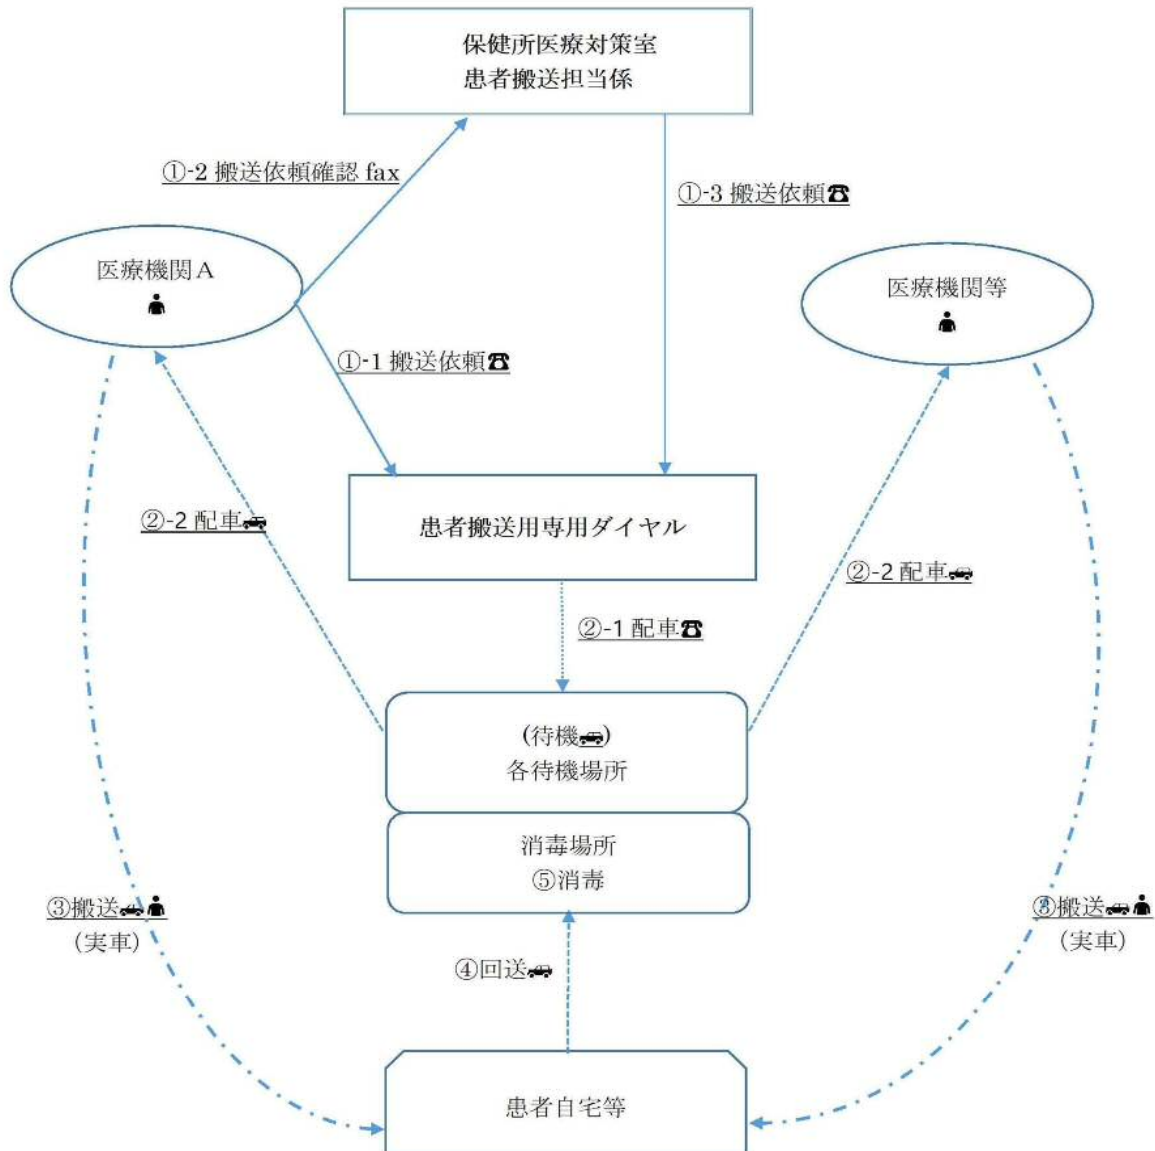 保健所医療対策室
患者搬送担当係
①-2 搬送依頼確認 fax
①-3 搬送依頼☎
医療機関A
医療機関等
①-1 搬送依頼☎
②-2 配車
患者搬送用専用ダイヤル
②-2 配車
②-1 配車☎
(待機)
各待機場所
消毒場所
⑤消毒
③搬送
（実車）
③搬送
（実車）
④回送
患者自宅等